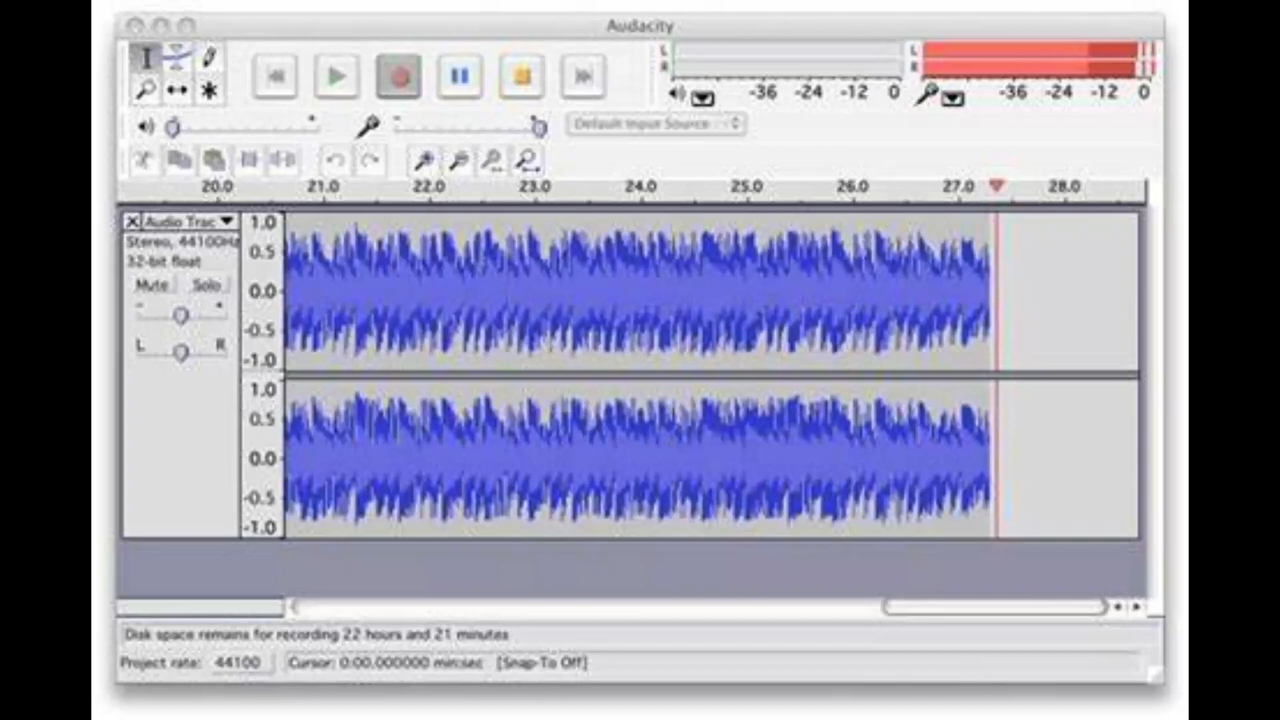 Audacity
L
R
-36 -24 -12 0
L
R
-36 -24 -12 0
Default Input Source
20.0 21.0 22.0 23.0 24.0 25.0 26.0 27.0 28.0
X Audio Trac
Stereo, 44100Hz
32-bit float
Mute Solo
- +
L R
1.0
0.5
0.0
-0.5
-1.0
1.0
0.5
0.0
-0.5
-1.0
Disk space remains for recording 22 hours and 21 minutes
Project rate: 44100 Cursor: 0:00.000000 min:sec [Snap-To Off]